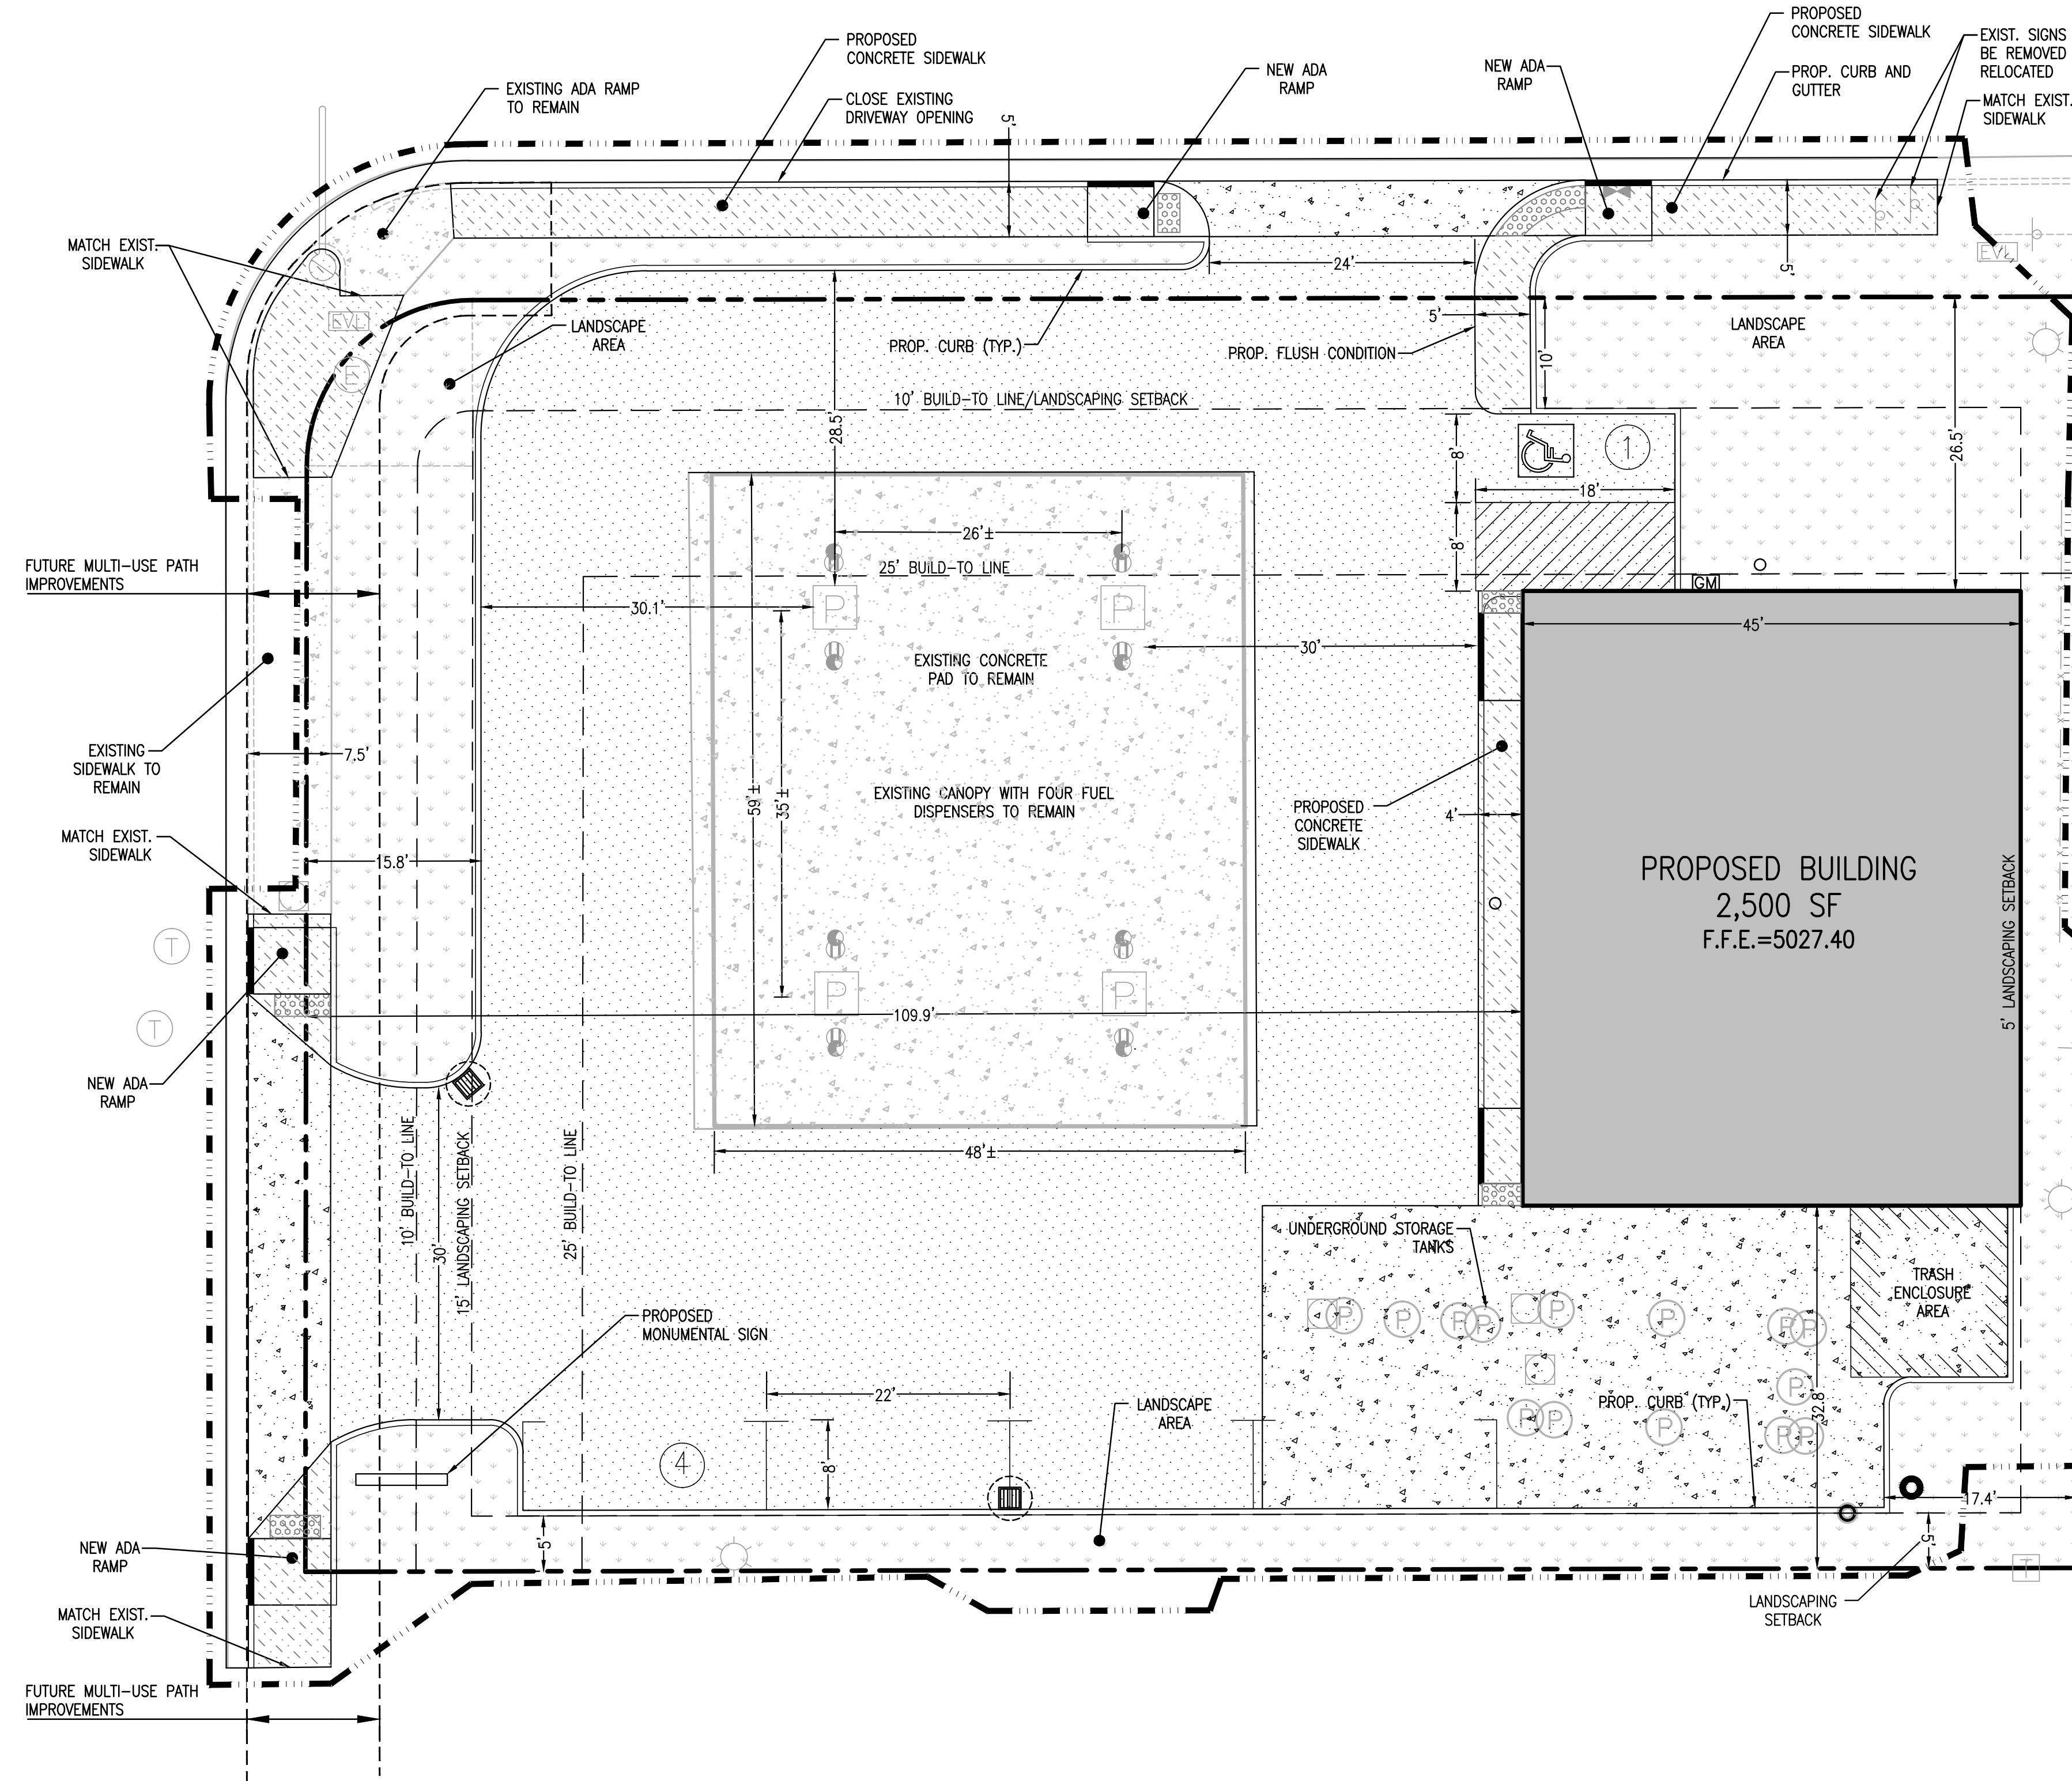 PROPOSED
CONCRETE SIDEWALK
PROPOSED
CONCRETE SIDEWALK
EXIST. SIGNS
BE REMOVED
RELOCATED
EXISTING ADA RAMP
TO REMAIN
CLOSE EXISTING
DRIVEWAY OPENING
5'
NEW ADA
RAMP
NEW ADA
RAMP
PROP. CURB AND
GUTTER
MATCH EXIST.
SIDEWALK
MATCH EXIST.
SIDEWALK
EVL
E
LANDSCAPE
AREA
PROP. CURB (TYP.)
24'
5'
PROP. FLUSH CONDITION
10'
5'
EVL
LANDSCAPE
AREA
10' BUILD-TO LINE/LANDSCAPING SETBACK
28.5'
26.5'
8'
1
18'
8'
26'±
25' BUILD-TO LINE
GM
FUTURE MULTI-USE PATH
IMPROVEMENTS
30.1'
P
P
30'
45'
EXISTING CONCRETE
PAD TO REMAIN
EXISTING
SIDEWALK TO
REMAIN
7.5'
59'±
35'±
EXISTING CANOPY WITH FOUR FUEL
DISPENSERS TO REMAIN
PROPOSED
CONCRETE
SIDEWALK
4'
MATCH EXIST.
SIDEWALK
15.8'
PROPOSED BUILDING
2,500 SF
F.F.E.=5027.40
5' LANDSCAPING SETBACK
T
T
P
P
109.9'
NEW ADA
RAMP
10' BUILD-TO LINE
30'
15' LANDSCAPING SETBACK
25' BUILD-TO LINE
48'±
UNDERGROUND STORAGE
TANKS
TRASH
ENCLOSURE
AREA
P
P
P
P
P
P
P
P
PROPOSED
MONUMENTAL SIGN
22'
LANDSCAPE
AREA
PROP. CURB (TYP.)
32.8'
P
P
P
P
P
P
4
8'
17.4'
5'
5'
NEW ADA
RAMP
T
MATCH EXIST.
SIDEWALK
LANDSCAPING
SETBACK
FUTURE MULTI-USE PATH
IMPROVEMENTS